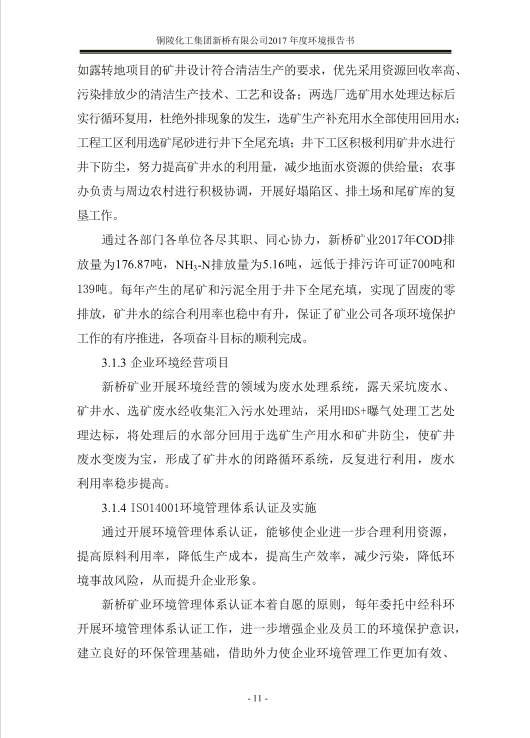 铜陵化工集团新桥有限公司2017 年度环境报告书
如露转地项目的矿井设计符合清洁生产的要求，优先采用资源回收率高、
污染排放少的清洁生产技术、工艺和设备；两选厂选矿用水处理达标后
实行循环复用，杜绝外排现象的发生，选矿生产补充用水全部使用回用水；
工程工区利用选矿尾砂进行井下全尾充填；井下工区积极利用矿井水进行
井下防尘，努力提高矿井水的利用量，减少地面水资源的供给量；农事
办负责与周边农村进行积极协调，开展好塌陷区、排土场和尾矿库的复
垦工作。
通过各部门各单位各尽其职、同心协力，新桥矿业2017年COD排
放量为176.87吨，NH3-N排放量为5.16吨，远低于排污许可证700吨和
139吨。每年产生的尾矿和污泥全用于井下全尾充填，实现了固废的零
排放，矿井水的综合利用率也稳中有升，保证了矿业公司各项环境保护
工作的有序推进，各项奋斗目标的顺利完成。
3.1.3 企业环境经营项目
新桥矿业开展环境经营的领域为废水处理系统，露天采坑废水、
矿井水、选矿废水经收集汇入污水处理站，采用HDS+曝气处理工艺处
理达标，将处理后的水部分回用于选矿生产用水和矿井防尘，使矿井
废水变废为宝，形成了矿井水的闭路循环系统，反复进行利用，废水
利用率稳步提高。
3.1.4 ISO14001环境管理体系认证及实施
通过开展环境管理体系认证，能够使企业进一步合理利用资源，
提高原料利用率，降低生产成本，提高生产效率，减少污染，降低环
境事故风险，从而提升企业形象。
新桥矿业环境管理体系认证本着自愿的原则，每年委托中经科环
开展环境管理体系认证工作，进一步增强企业及员工的环境保护意识，
建立良好的环保管理基础，借助外力使企业环境管理工作更加有效、
- 11 -